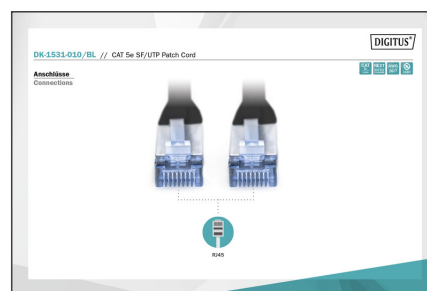 DIGITUS®
DK-1531-010/BL // CAT 5e SF/UTP Patch Cord
Anschlüsse
Connections
RJ45